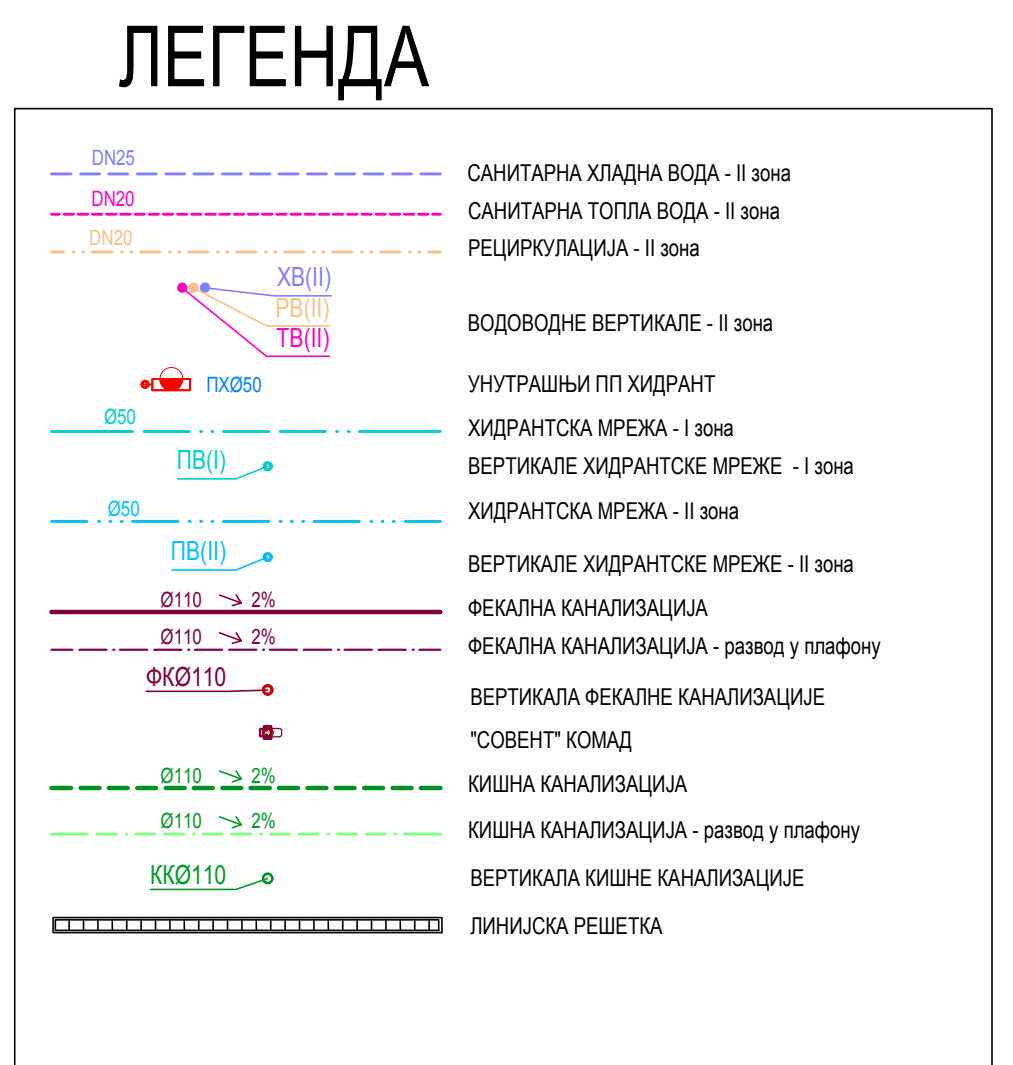 ЛЕГЕНДА
DN25
САНИТАРНА ХЛАДНА ВОДА - II зона
DN20
САНИТАРНА ТОПЛА ВОДА - II зона
DN20
РЕЦИРКУЛАЦИЈА - II зона
ХВ(II)
РВ(II)
ТВ(II)
ВОДОВОДНЕ ВЕРТИКАЛЕ - II зона
ПХØ50
УНУТРАШЊИ ПП ХИДРАНТ
Ø50
ХИДРАНТСКА МРЕЖА - I зона
ПВ(I)
ВЕРТИКАЛЕ ХИДРАНТСКЕ МРЕЖЕ - I зона
Ø50
ХИДРАНТСКА МРЕЖА - II зона
ПВ(II)
ВЕРТИКАЛЕ ХИДРАНТСКЕ МРЕЖЕ - II зона
Ø110 ↘ 2%
ФЕКАЛНА КАНАЛИЗАЦИЈА
Ø110 ↘ 2%
ФЕКАЛНА КАНАЛИЗАЦИЈА - развод у плафону
ФКØ110
ВЕРТИКАЛА ФЕКАЛНЕ КАНАЛИЗАЦИЈЕ
"СОВЕНТ" КОМАД
Ø110 ↘ 2%
КИШНА КАНАЛИЗАЦИЈА
Ø110 ↘ 2%
КИШНА КАНАЛИЗАЦИЈА - развод у плафону
ККØ110
ВЕРТИКАЛА КИШНЕ КАНАЛИЗАЦИЈЕ
ЛИНИЈСКА РЕШЕТКА